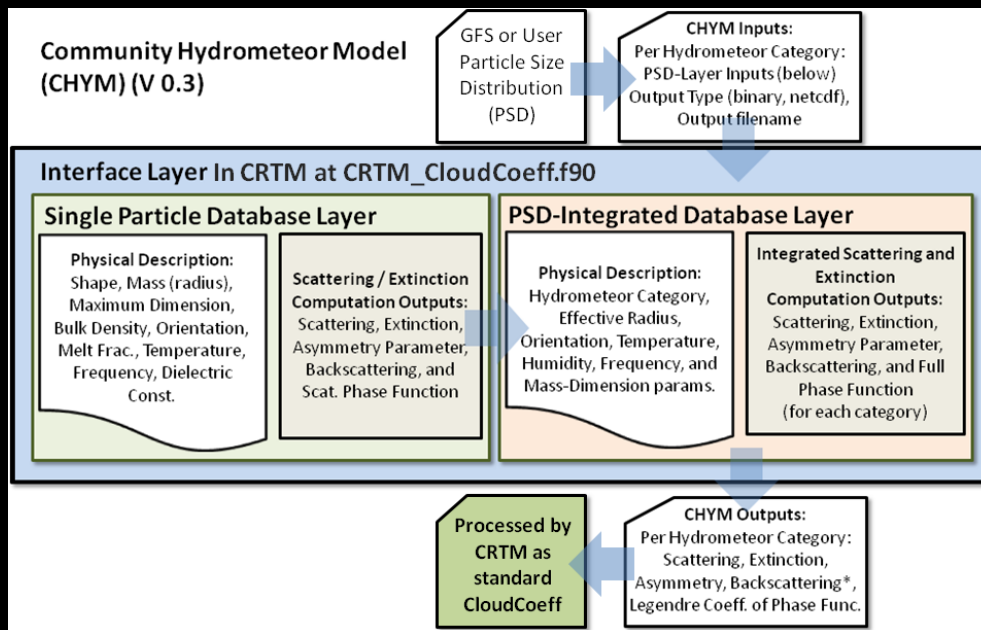 Community Hydrometeor Model
(CHYM) (V 0.3)
GFS or User
Particle Size
Distribution
(PSD)
CHYM Inputs:
Per Hydrometeor Category:
PSD-Layer Inputs (below)
Output Type (binary, netcdf),
Output filename
Interface Layer In CRTM at CRTM_CloudCoeff.f90
Single Particle Database Layer
Physical Description:
Shape, Mass (radius),
Maximum Dimension,
Bulk Density, Orientation,
Melt Frac., Temperature,
Frequency, Dielectric
Const.
Scattering / Extinction
Computation Outputs:
Scattering, Extinction,
Asymmetry Parameter,
Backscattering, and
Scat. Phase Function
PSD-Integrated Database Layer
Physical Description:
Hydrometeor Category,
Effective Radius,
Orientation, Temperature,
Humidity, Frequency, and
Mass-Dimension params.
Integrated Scattering and
Extinction
Computation Outputs:
Scattering, Extinction,
Asymmetry Parameter,
Backscattering, and Full
Phase Function
(for each category)
Processed by
CRTM as
standard
CloudCoeff
CHYM Outputs:
Per Hydrometeor Category:
Scattering, Extinction,
Asymmetry, Backscattering*,
Legendre Coeff. of Phase Func.